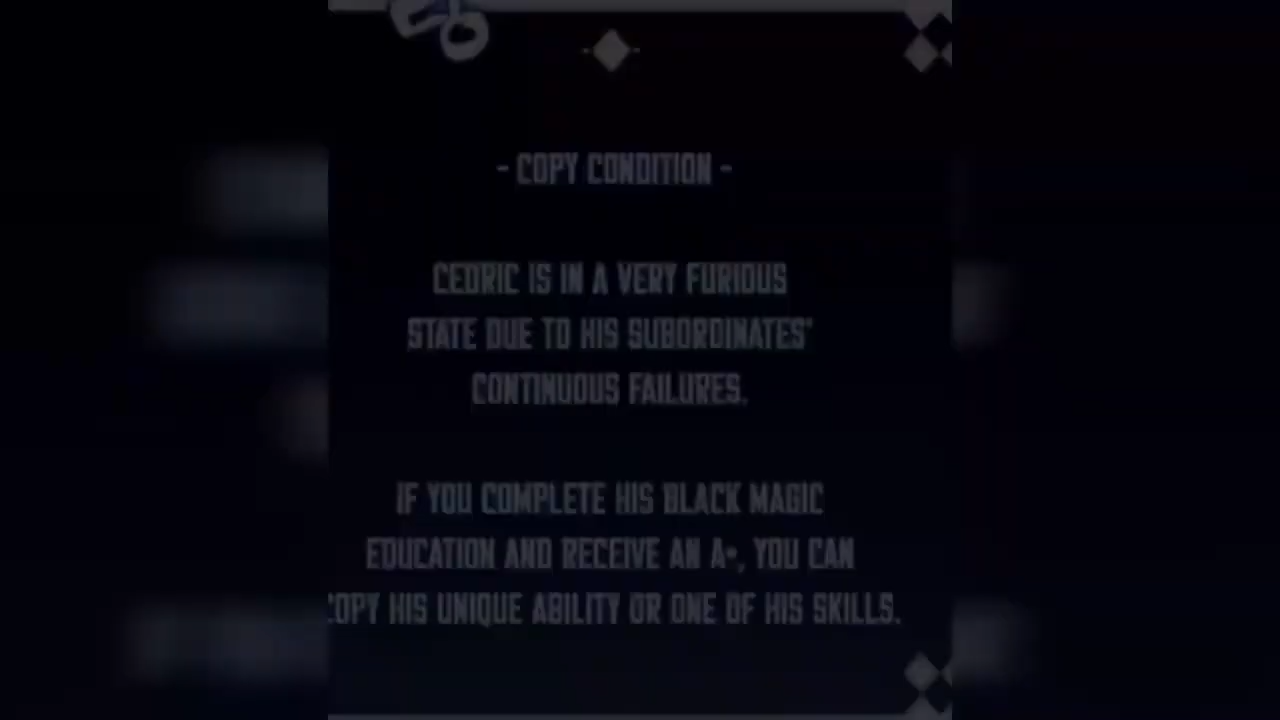 - COPY CONDITION -
CEDRIC IS IN A VERY FURIOUS
STATE DUE TO HIS SUBORDINATES'
CONTINUOUS FAILURES.
IF YOU COMPLETE HIS BLACK MAGIC
EDUCATION AND RECEIVE AN A+, YOU CAN
COPY HIS UNIQUE ABILITY OR ONE OF HIS SKILLS.